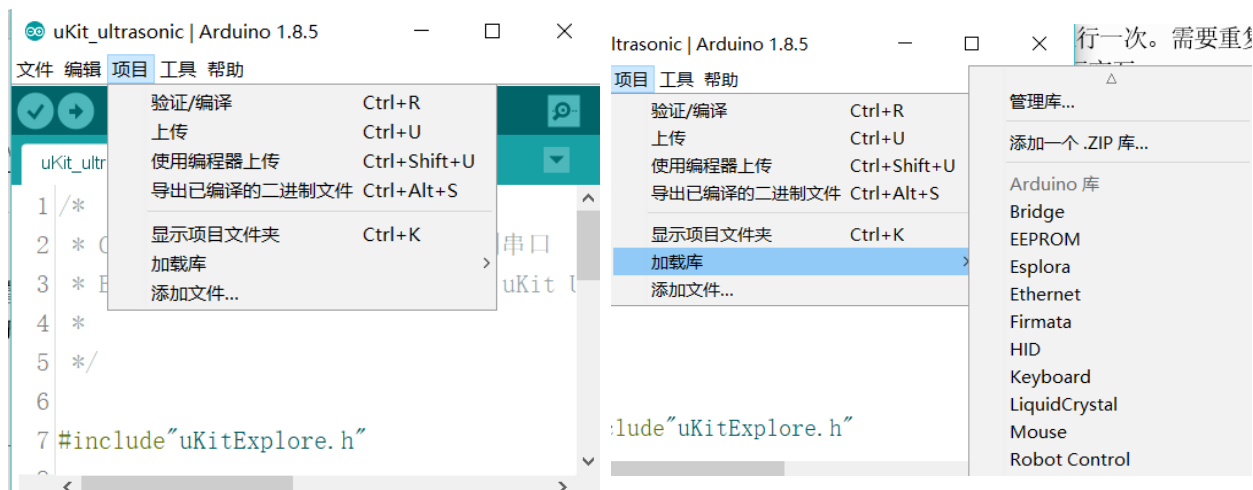 uKit_ultrasonic | Arduino 1.8.5
文件 编辑 项目 工具 帮助
验证/编译 Ctrl+R
上传 Ctrl+U
使用编程器上传 Ctrl+Shift+U
导出已编译的二进制文件 Ctrl+Alt+S
显示项目文件夹 Ctrl+K
加载库
添加文件...
uKit_ultr
1 /*
2 * 串口
3 * E uKit
4 *
5 */
6
7 #include"uKitExplore.h"
ltrasonic | Arduino 1.8.5
项目 工具 帮助
验证/编译 Ctrl+R
上传 Ctrl+U
使用编程器上传 Ctrl+Shift+U
导出已编译的二进制文件 Ctrl+Alt+S
显示项目文件夹 Ctrl+K
加载库
添加文件...
clude"uKitExplore.h"
行一次。需要重复
管理库...
添加一个 .ZIP 库...
Arduino 库
Bridge
EEPROM
Esplora
Ethernet
Firmata
HID
Keyboard
LiquidCrystal
Mouse
Robot Control